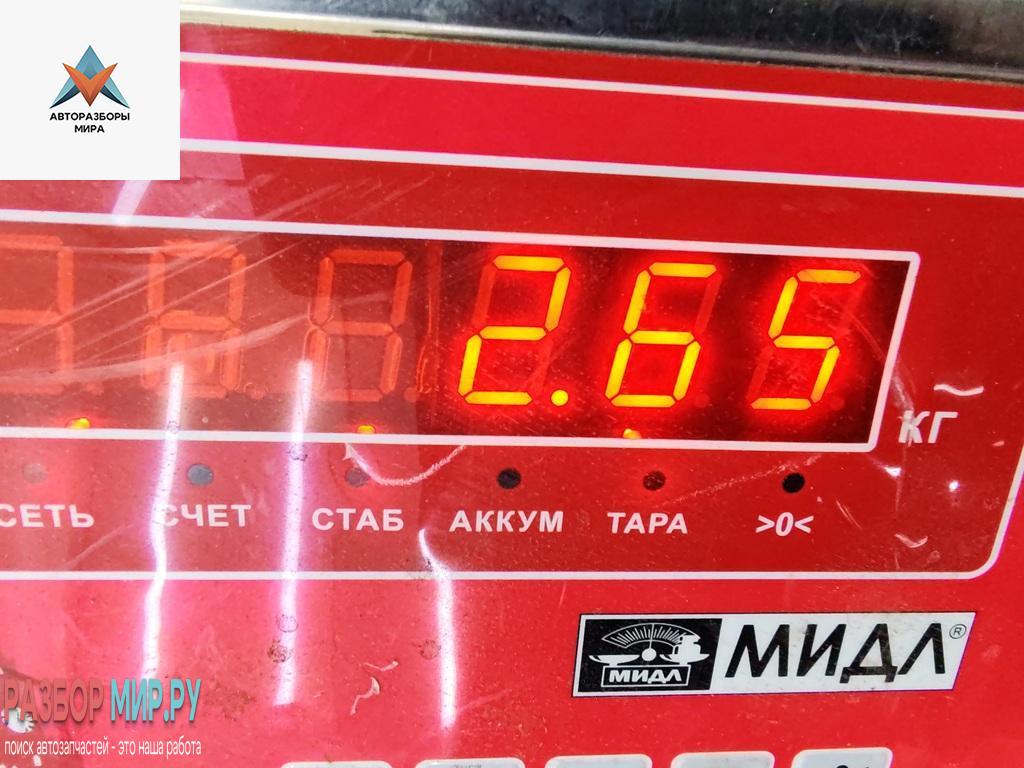 АВТОРАЗБОРЫ
МИРА
2.65
КГ
СЕТЬ СЧЕТ СТАБ АККУМ ТАРА >0<
МИДЛ МИДЛ®
РАЗБОР МИР.РУ
поиск автозапчастей - это наша работа